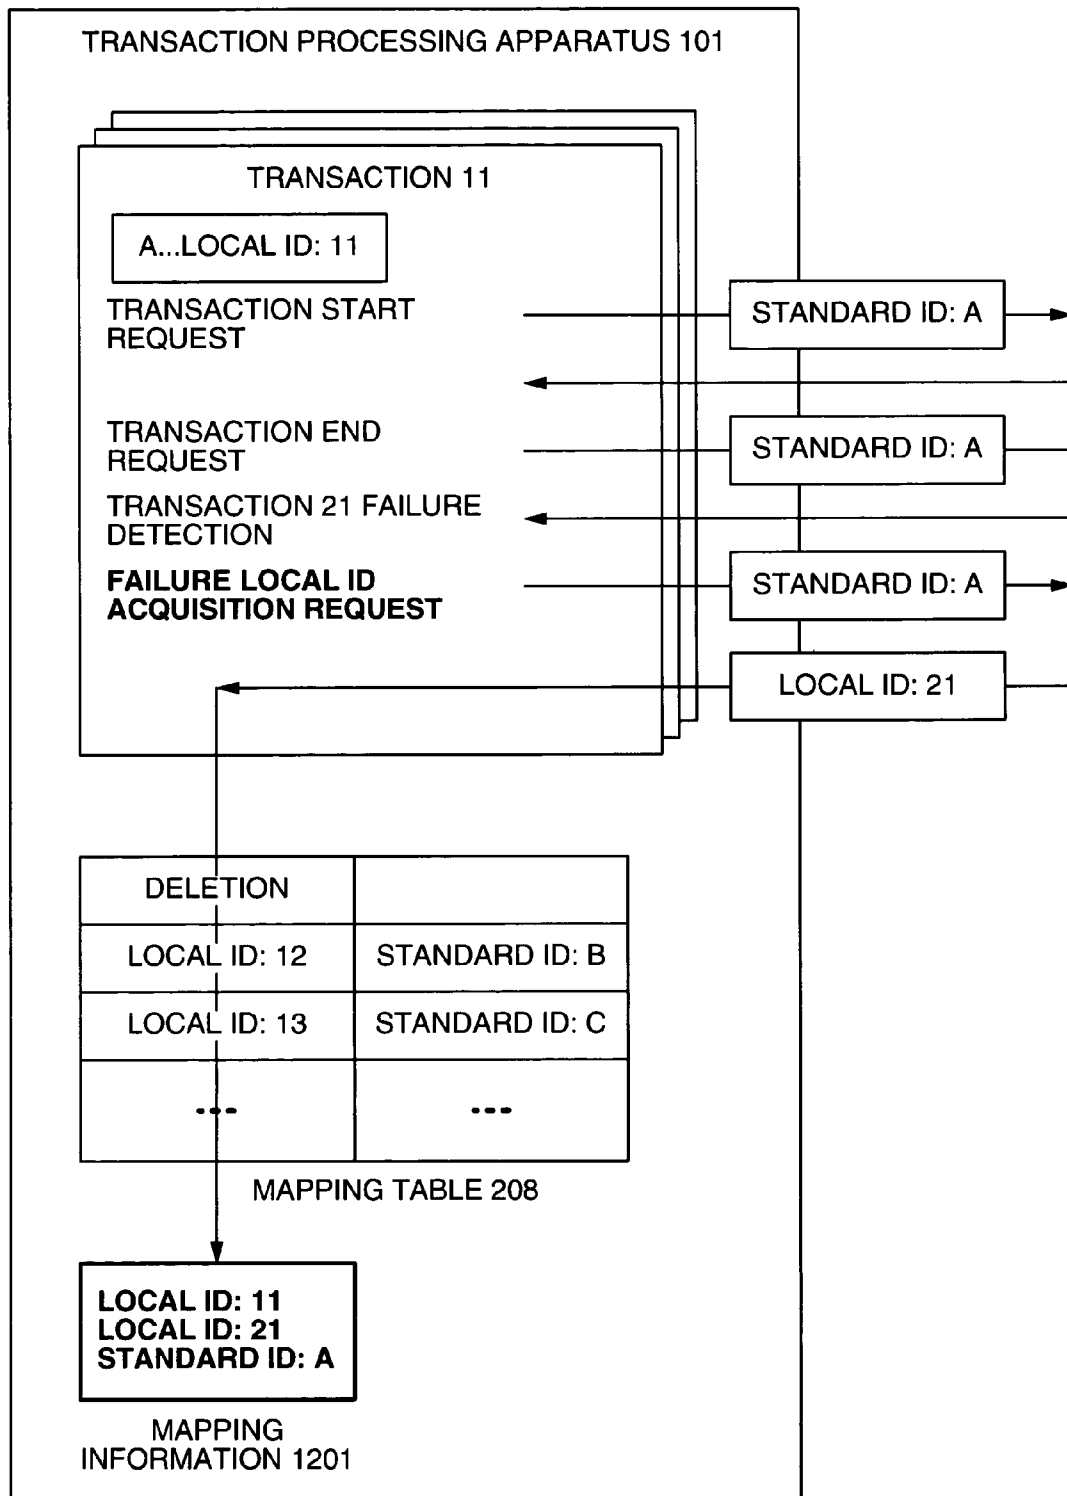 TRANSACTION PROCESSING APPARATUS 101
TRANSACTION 11
A...LOCAL ID: 11
TRANSACTION START
REQUEST
STANDARD ID: A
TRANSACTION END
REQUEST
STANDARD ID: A
TRANSACTION 21 FAILURE
DETECTION
FAILURE LOCAL ID
ACQUISITION REQUEST
STANDARD ID: A
LOCAL ID: 21
DELETION
LOCAL ID: 12 STANDARD ID: B
LOCAL ID: 13 STANDARD ID: C
--- ---
MAPPING TABLE 208
LOCAL ID: 11
LOCAL ID: 21
STANDARD ID: A
MAPPING
INFORMATION 1201